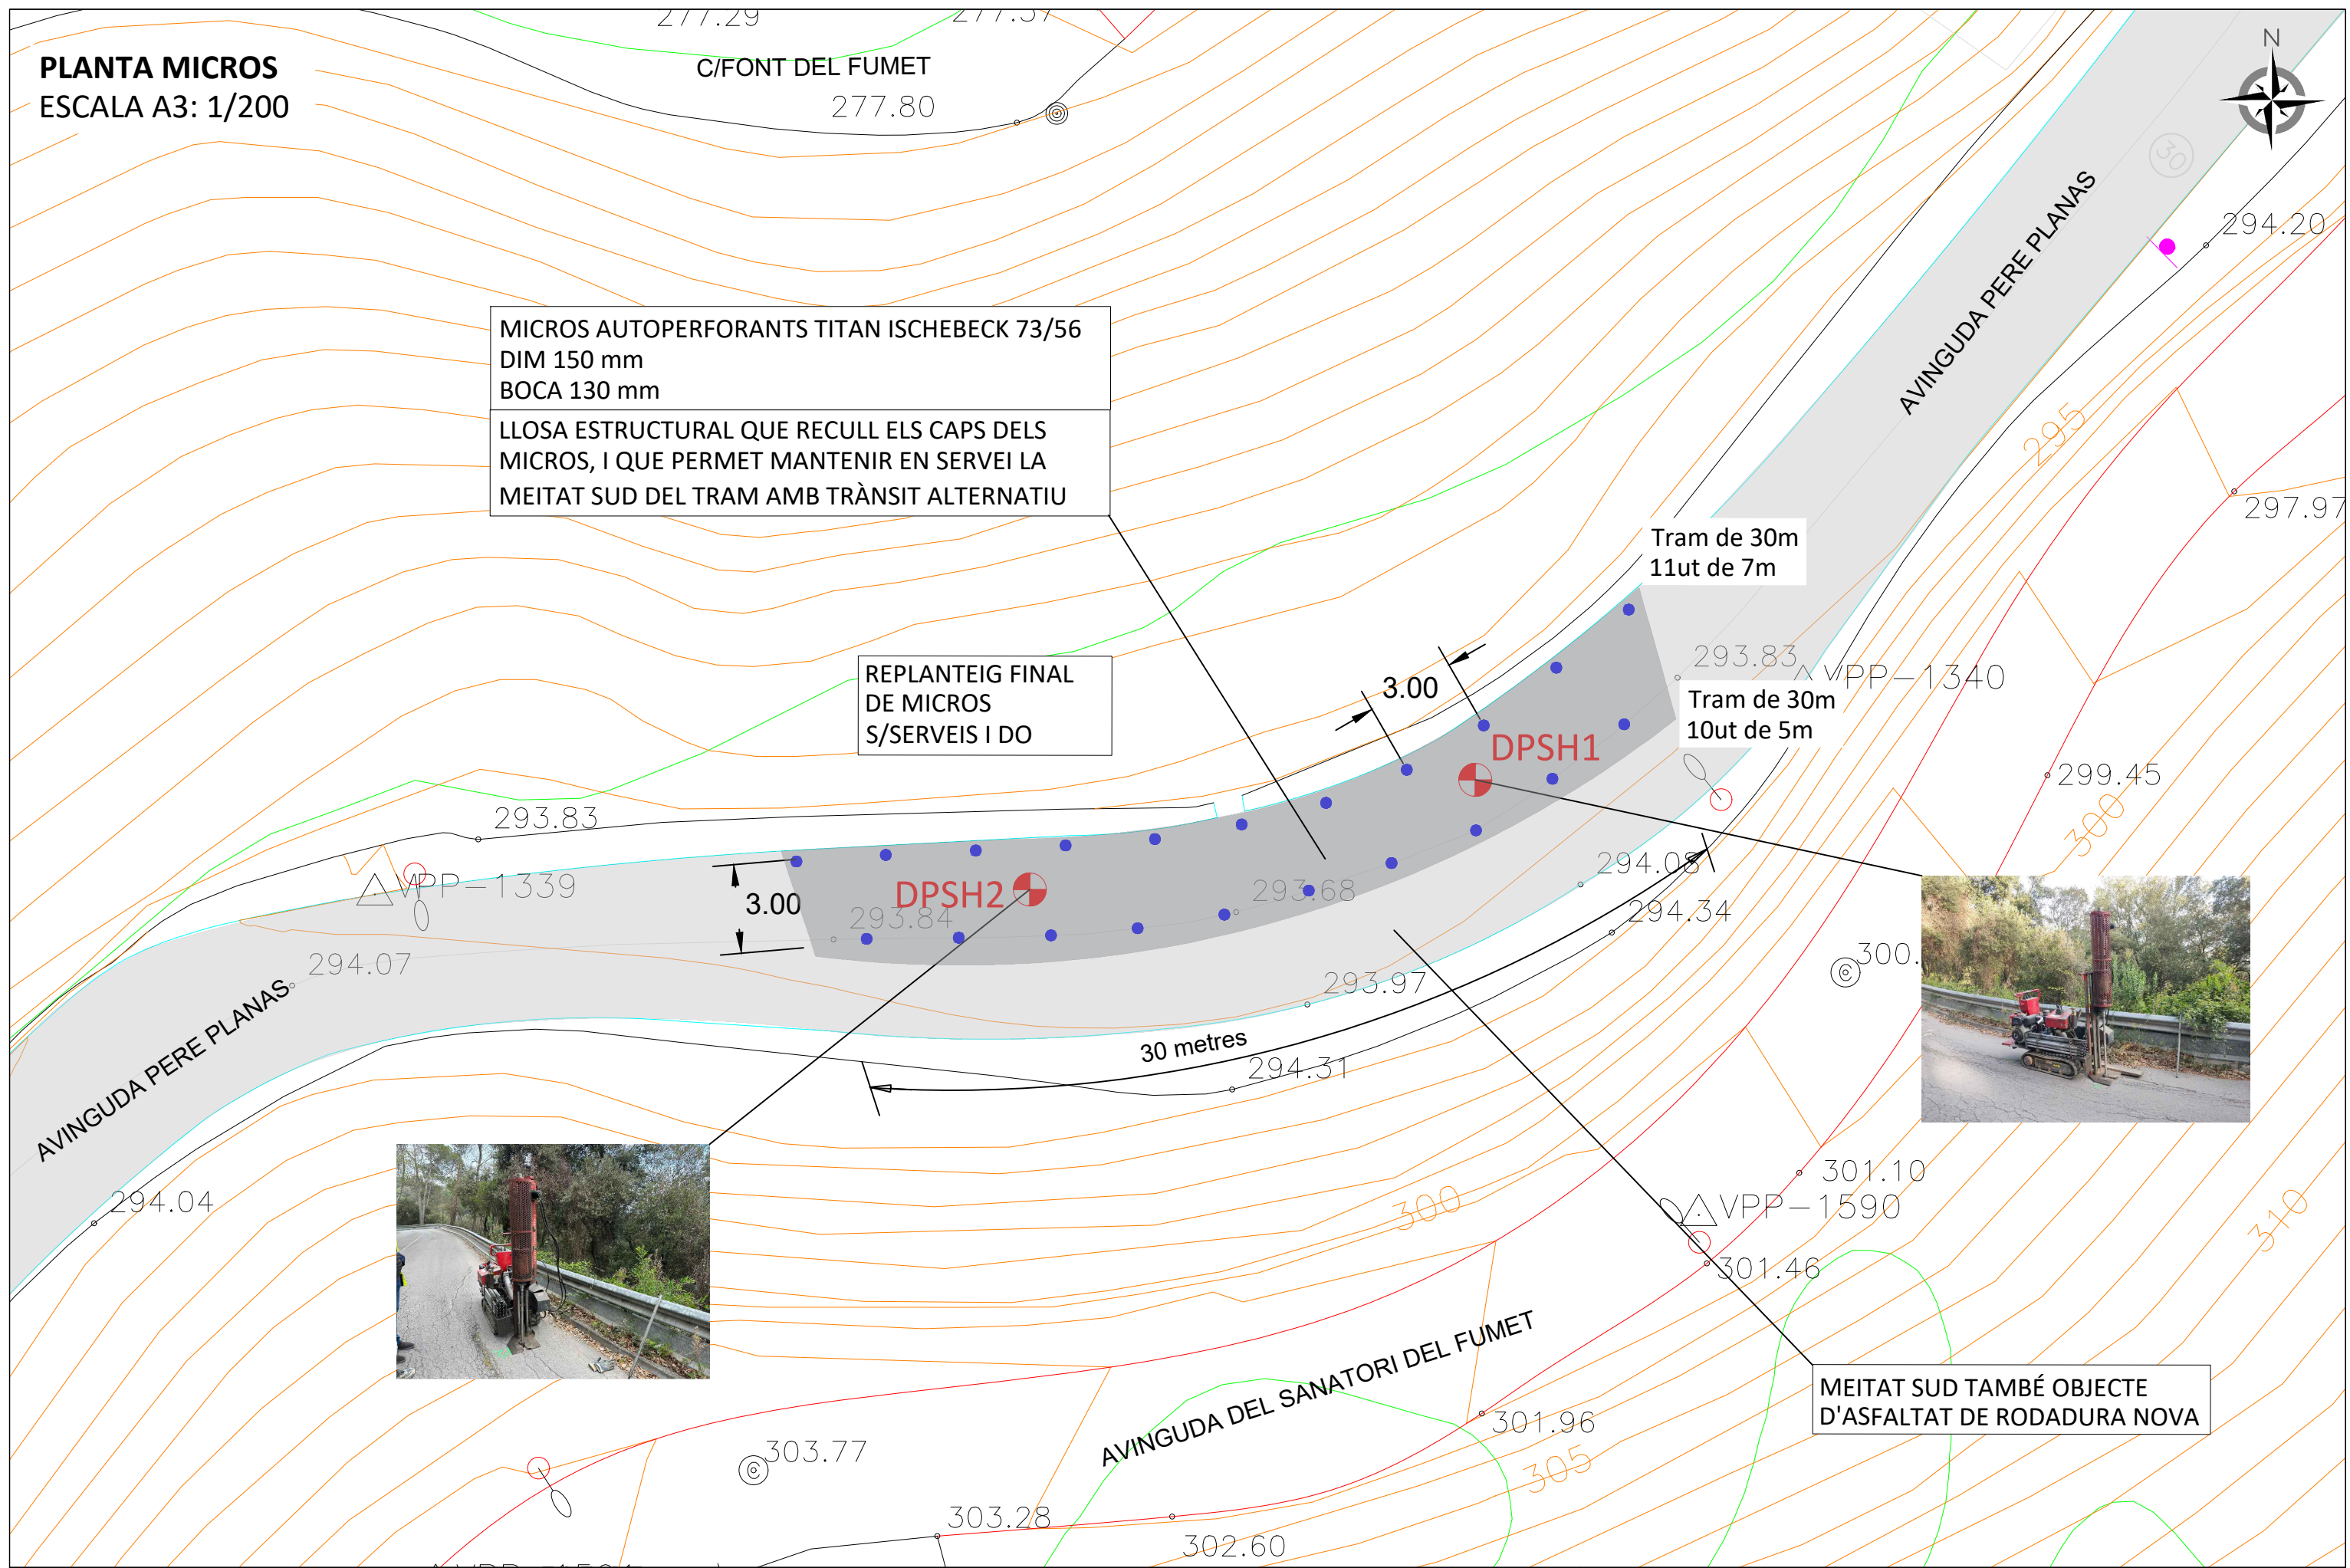 277.29
277.37
PLANTA MICROS
ESCALA A3: 1/200
C/FONT DEL FUMET
277.80
N
30
AVINGUDA PERE PLANAS
294.20
MICROS AUTOPERFORANTS TITAN ISCHEBECK 73/56
DIM 150 mm
BOCA 130 mm
LLOSA ESTRUCTURAL QUE RECULL ELS CAPS DELS
MICROS, I QUE PERMET MANTENIR EN SERVEI LA
MEITAT SUD DEL TRAM AMB TRÀNSIT ALTERNATIU
295
297.97
Tram de 30m
11ut de 7m
REPLANTEIG FINAL
DE MICROS
S/SERVEIS I DO
3.00
293.83
VPP-1340
Tram de 30m
10ut de 5m
DPSH1
299.45
300
293.83
VPP-1339
3.00
DPSH2
293.84
293.68
294.08
294.34
300.
294.07
293.97
30 metres
294.31
AVINGUDA PERE PLANAS
294.04
300
301.10
VPP-1590
310
301.46
AVINGUDA DEL SANATORI DEL FUMET
MEITAT SUD TAMBÉ OBJECTE
D'ASFALTAT DE RODADURA NOVA
301.96
303.77
305
303.28
302.60